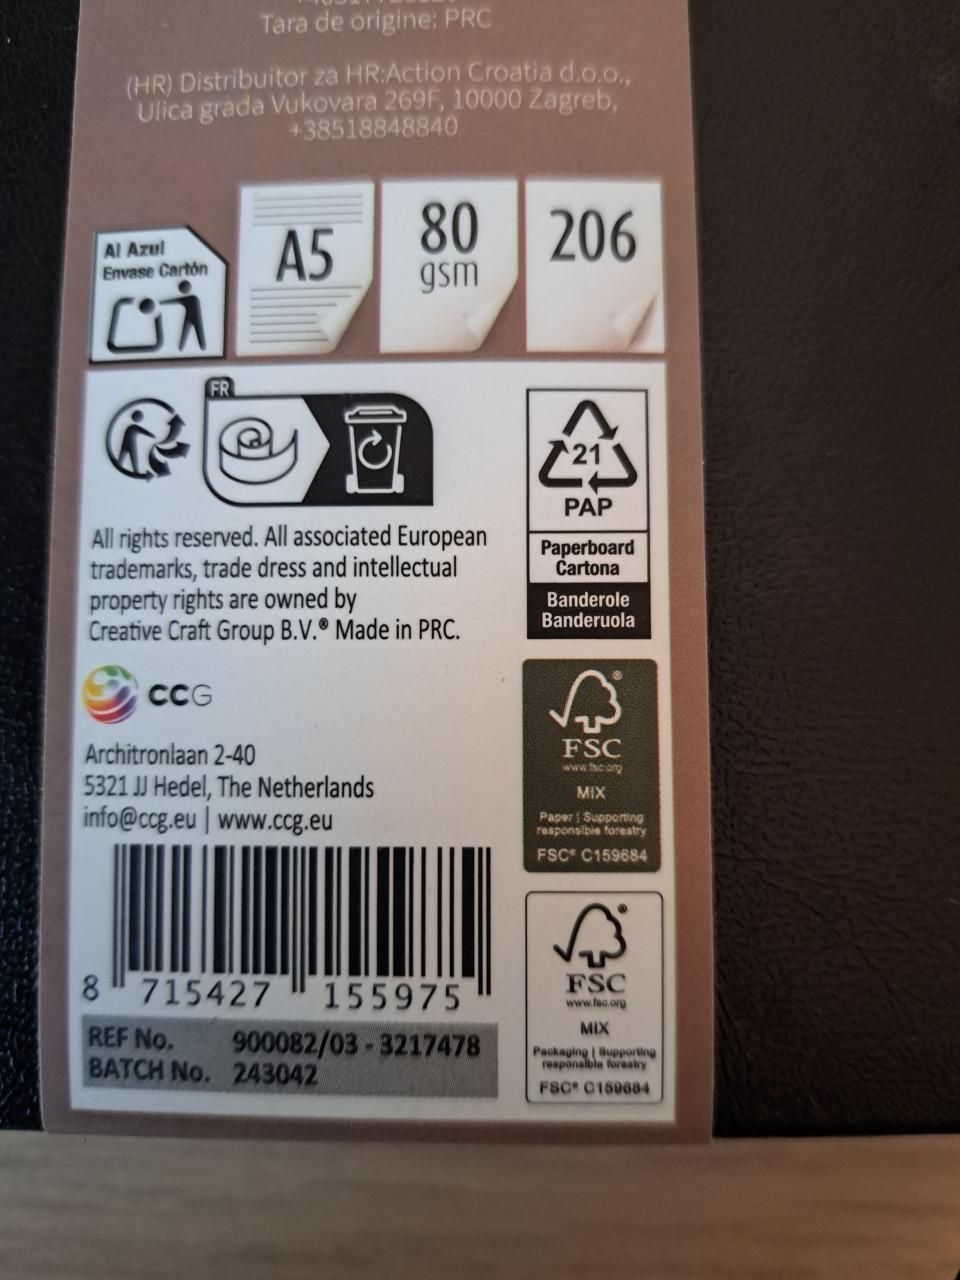 Tara de origine: PRC
(HR) Distribuitor za HR:Action Croatia d.o.o.,
Ulica grada Vukovara 269F, 10000 Zagreb,
+38518848840
Al Azul
Envase Cartón
A5
80
gsm
206
FR
21
PAP
Paperboard
Cartona
Banderole
Banderuola
All rights reserved. All associated European
trademarks, trade dress and intellectual
property rights are owned by
Creative Craft Group B.V.® Made in PRC.
CCG
Architronlaan 2-40
5321 JJ Hedel, The Netherlands
info@ccg.eu | www.ccg.eu
8 715427 155975
REF No. 900082/03 - 3217478
BATCH No. 243042
®
FSC
www.fsc.org
MIX
Paper | Supporting
responsible forestry
FSC® C159684
®
FSC
www.fsc.org
MIX
Packaging | Supporting
responsible forestry
FSC® C159684